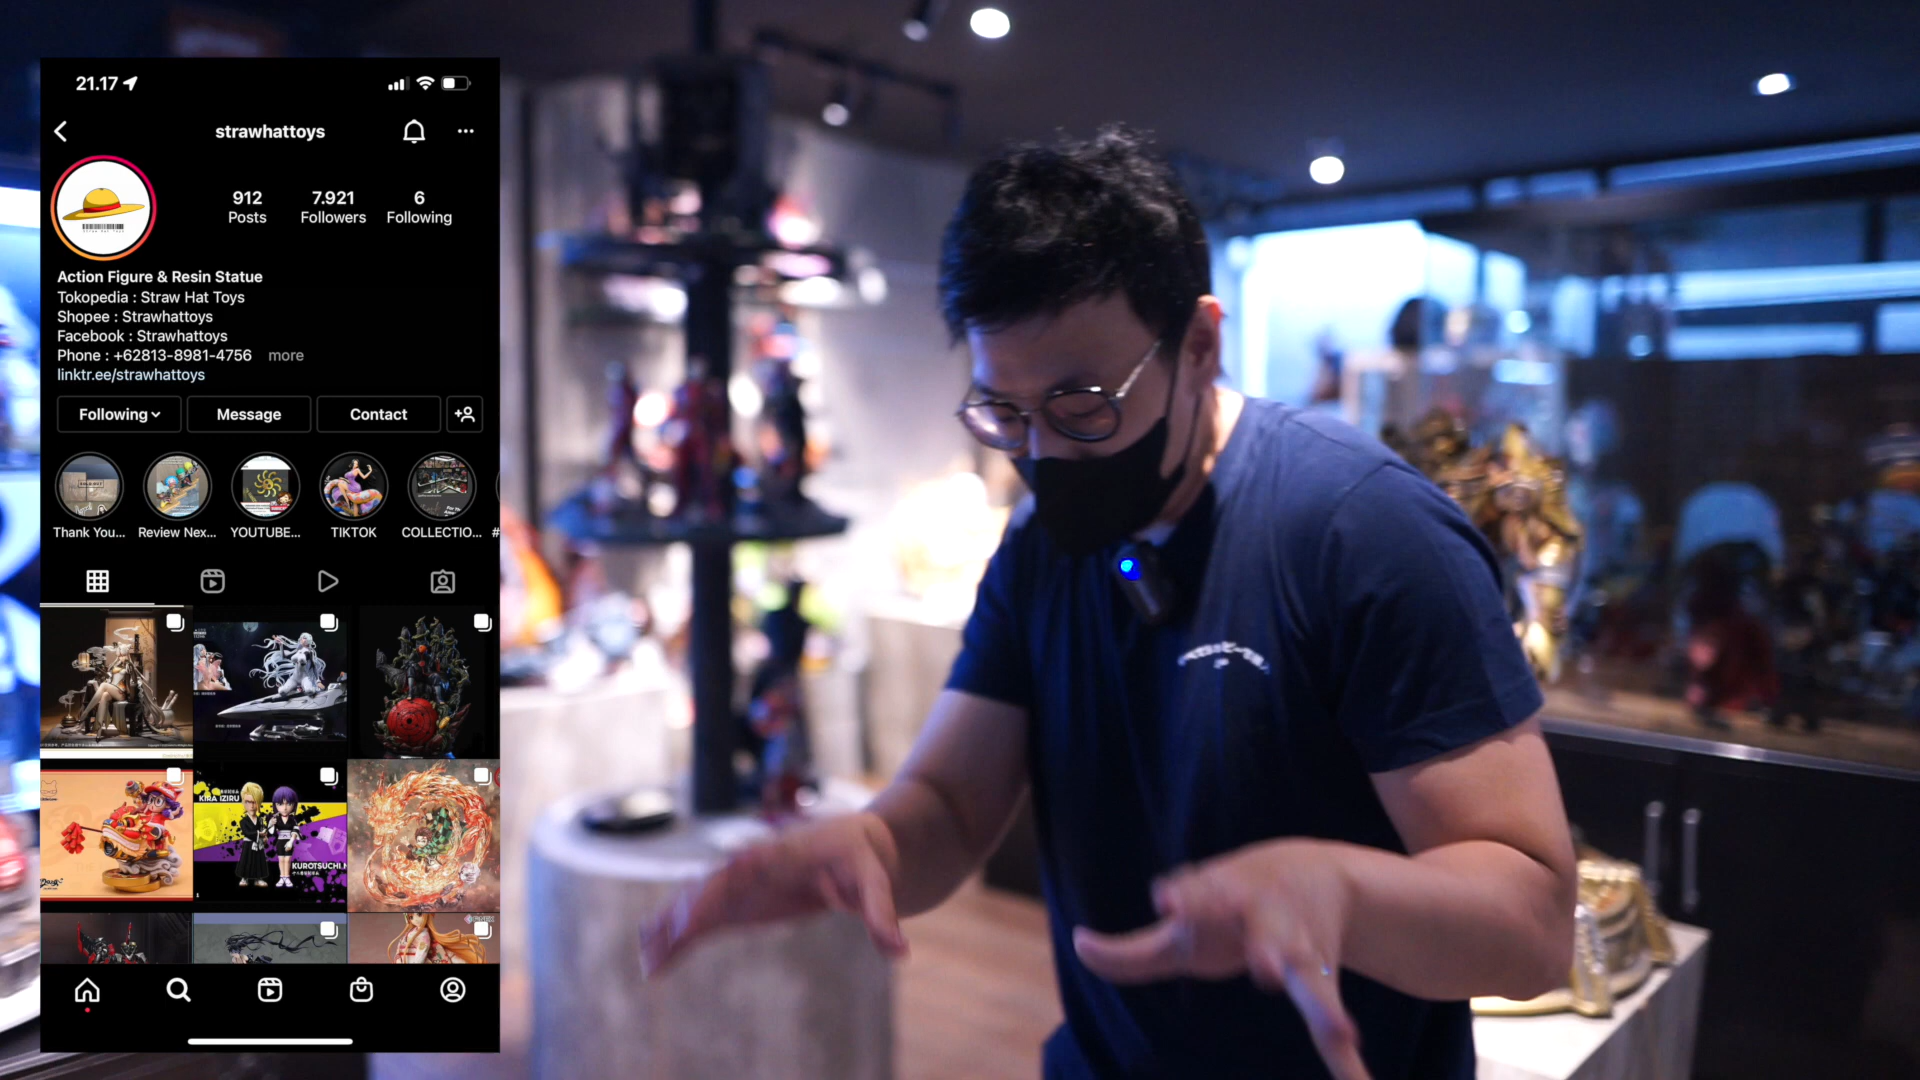 21.17
strawhattoys
912
Posts
7.921
Followers
6
Following
Action Figure & Resin Statue
Tokopedia : Straw Hat Toys
Shopee : Strawhattoys
Facebook : Strawhattoys
Phone : +62813-8981-4756 more
linktr.ee/strawhattoys
Following
Message
Contact
Thank You...
Review Nex...
YOUTUBE...
TIKTOK
COLLECTIO...
#
KIRA IZIRU
KUROTSUCHI